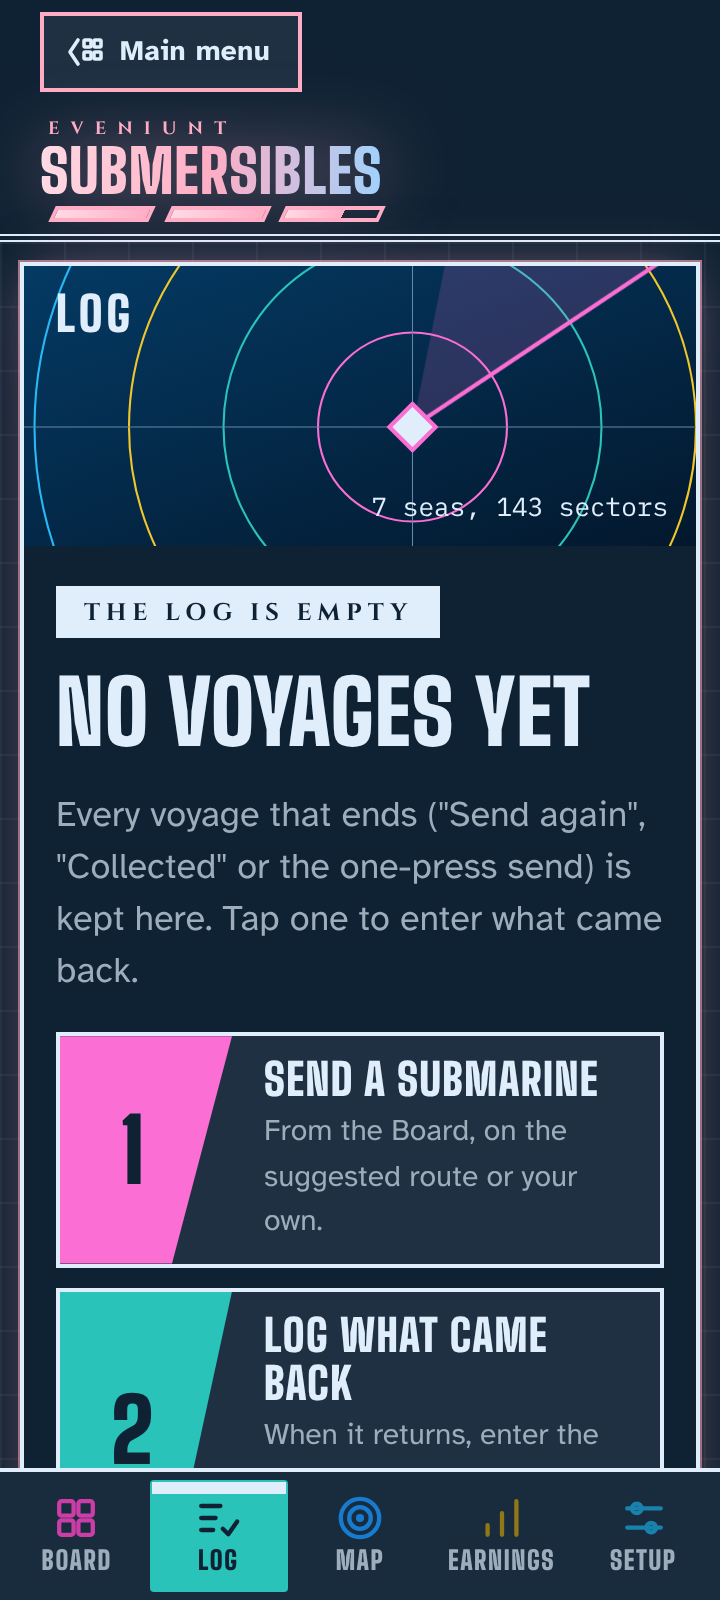 Main menu
EVENIUNT
SUBMERSIBLES
LOG
7 seas, 143 sectors
THE LOG IS EMPTY
NO VOYAGES YET
Every voyage that ends ("Send again",
"Collected" or the one-press send) is
kept here. Tap one to enter what came
back.
1
SEND A SUBMARINE
From the Board, on the
suggested route or your
own.
2
LOG WHAT CAME
BACK
When it returns, enter the
BOARD
LOG
MAP
EARNINGS
SETUP